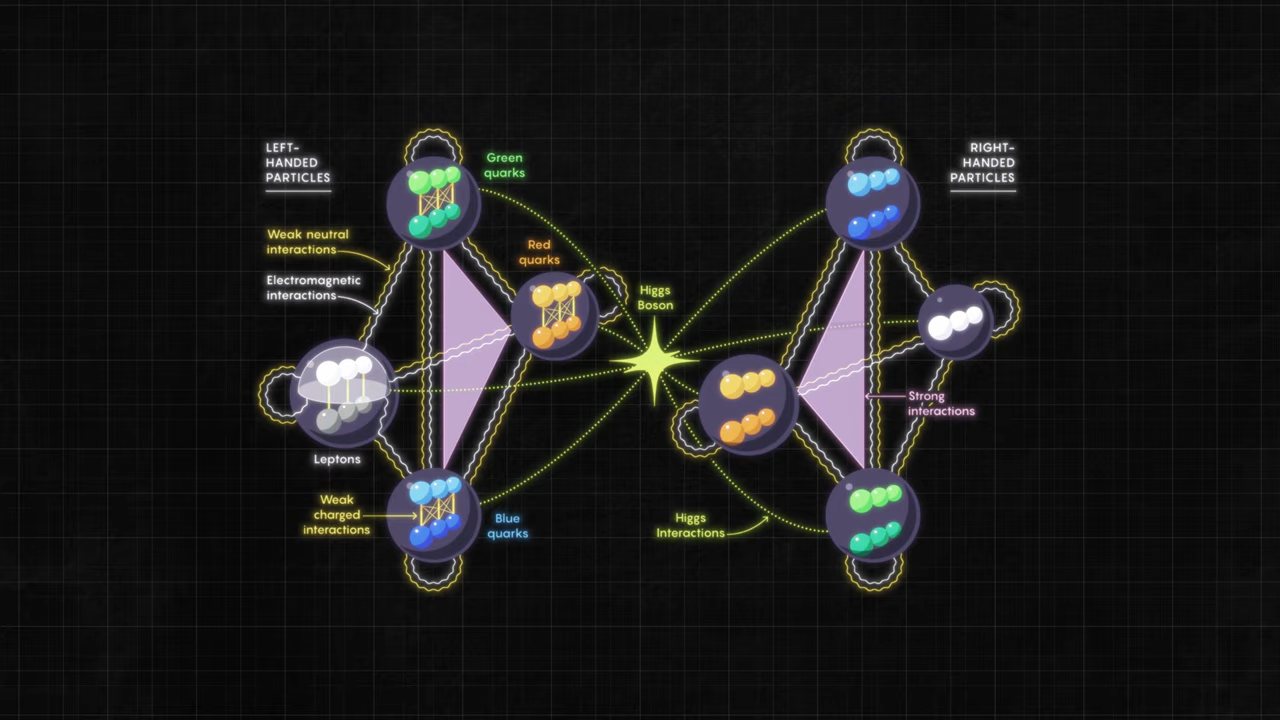 LEFT-
HANDED
PARTICLES
Green
quarks
RIGHT-
HANDED
PARTICLES
Weak neutral
interactions
Red
quarks
Electromagnetic
interactions
Higgs
Boson
Strong
interactions
Leptons
Weak
charged
interactions
Blue
quarks
Higgs
Interactions